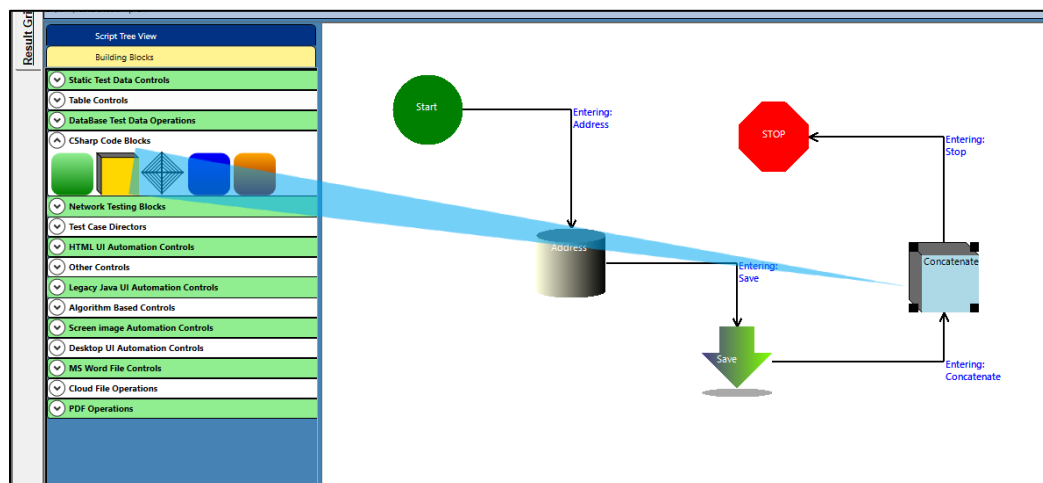 Result Gri
Script Tree View
Building Blocks
Static Test Data Controls
Table Controls
DataBase Test Data Operations
CSharp Code Blocks
Network Testing Blocks
Test Case Directors
HTML UI Automation Controls
Other Controls
Legacy Java UI Automation Controls
Algorithm Based Controls
Screen image Automation Controls
Desktop UI Automation Controls
MS Word File Controls
Cloud File Operations
PDF Operations
Start
Entering:
Address
STOP
Entering:
Stop
Address
Entering:
Save
Concatenate
Save
Entering:
Concatenate